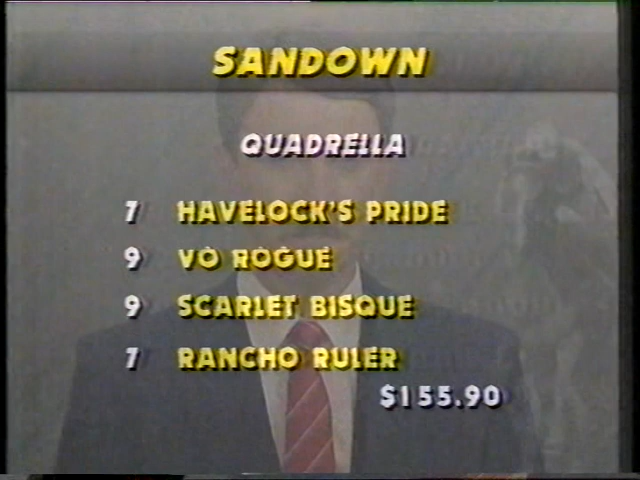 SANDOWN
QUADRELLA
7 HAVELOCK'S PRIDE
9 VO ROGUE
9 SCARLET BISQUE
7 RANCHO RULER
$155.90